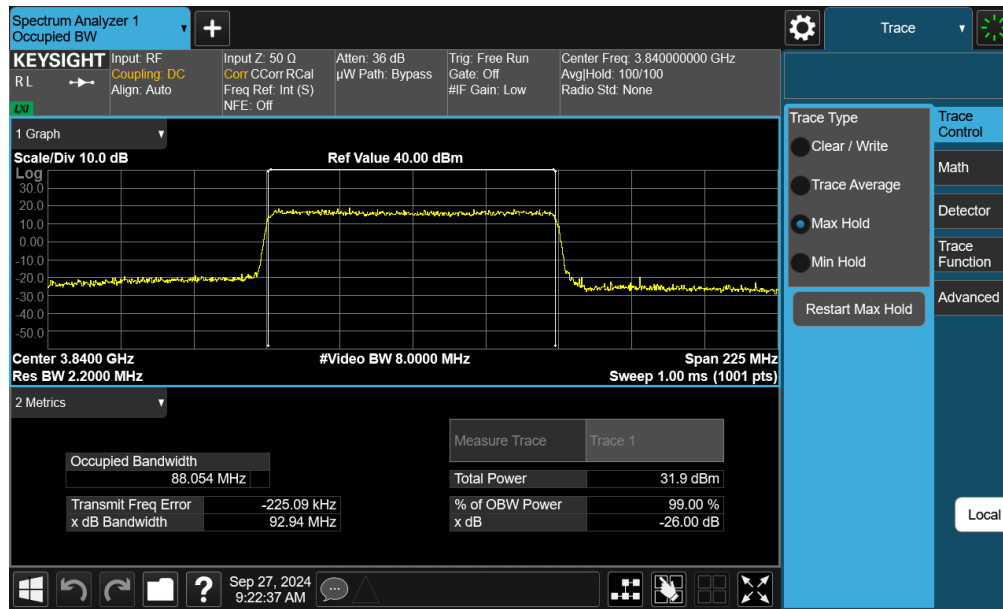 Spectrum Analyzer 1
Occupied BW
Trace
KEYSIGHT
RL
LXI
Input: RF
Coupling: DC
Align: Auto
Input Z: 50 Ω
Corr CCorr RCal
Freq Ref: Int (S)
NFE: Off
Atten: 36 dB
µW Path: Bypass
Trig: Free Run
Gate: Off
#IF Gain: Low
Center Freq: 3.840000000 GHz
Avg|Hold: 100/100
Radio Std: None
1 Graph
Scale/Div 10.0 dB
Ref Value 40.00 dBm
Log
30.0
20.0
10.0
0.00
-10.0
-20.0
-30.0
-40.0
-50.0
Center 3.8400 GHz
#Video BW 8.0000 MHz
Span 225 MHz
Res BW 2.2000 MHz
Sweep 1.00 ms (1001 pts)
2 Metrics
Measure Trace
Trace 1
Occupied Bandwidth
88.054 MHz
Total Power
31.9 dBm
Transmit Freq Error
-225.09 kHz
% of OBW Power
99.00 %
x dB Bandwidth
92.94 MHz
x dB
-26.00 dB
Trace Type
Clear / Write
Trace Average
Max Hold
Min Hold
Restart Max Hold
Trace
Control
Math
Detector
Trace
Function
Advanced
Local
?
Sep 27, 2024
9:22:37 AM